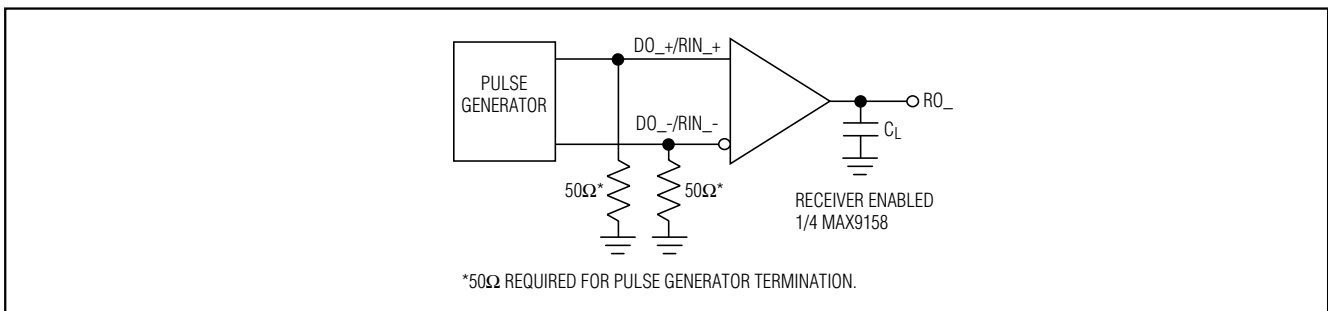 PULSE
GENERATOR
DO_+/RIN_+
DO_-/RIN_-
RO_
CL
50Ω*
50Ω*
RECEIVER ENABLED
1/4 MAX9158
*50Ω REQUIRED FOR PULSE GENERATOR TERMINATION.